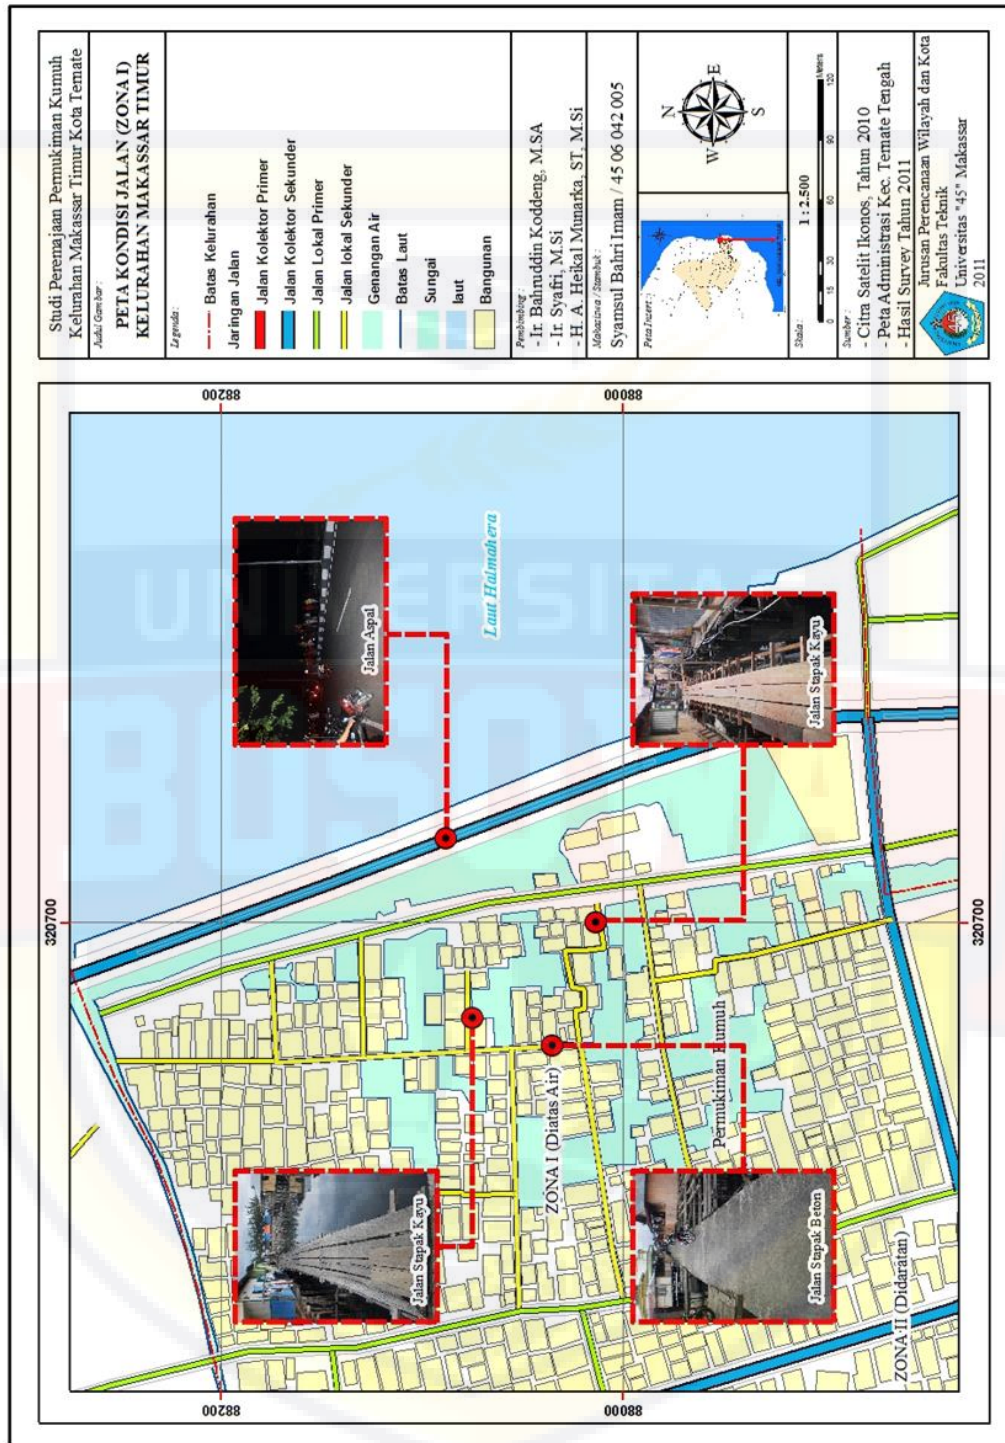 Studi Peremajaan Permukiman Kumuh
Kelurahan Makassar Timur Kota Ternate
Judul Gambar :
PETA KONDISI JALAN (ZONA I)
KELURAHAN MAKASSAR TIMUR
Legenda :
Batas Kelurahan
Jaringan Jalan
Jalan Kolektor Primer
Jalan Kolektor Sekunder
Jalan Lokal Primer
Jalan lokal Sekunder
Genangan Air
Batas Laut
Sungai
laut
Bangunan
Pembimbing :
- Ir. Bahruddin Koddeng, M.SA
- Ir. Syafri, M.Si
- H. A. Heikal Munarka, ST, M.Si
Mahasiswa / Stambuk :
Syamsul Bahri Imam / 45 06 042 005
Peta Insert :
N
W
E
S
Skala :
1 : 2.500
0 15 30 60 90 120
Meters
Sumber :
- Citra Satelit Ikonos, Tahun 2010
- Peta Administrasi Kec. Ternate Tengah
- Hasil Survey Tahun 2011
Jurusan Perencanaan Wilayah dan Kota
Fakultas Teknik
Universitas "45" Makassar
2011
320700
320700
88200
88200
88000
88000
Jalan Aspal
Laut Halmahera
Jalan Stapak Kayu
Jalan Stapak Kayu
Jalan Stapak Beton
ZONA I (Diatas Air)
Permukiman Kumuh
ZONA II (Didaratan)
UNIVERSITAS
BOSOWA